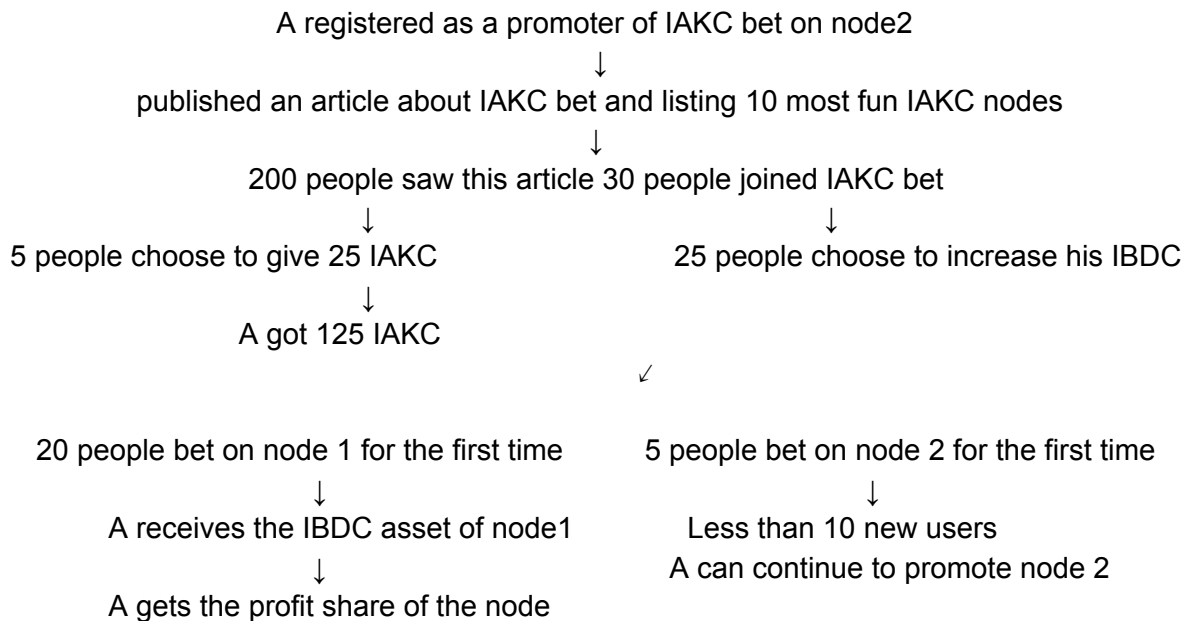 A registered as a promoter of IAKC bet on node2
↓
published an article about IAKC bet and listing 10 most fun IAKC nodes
↓
200 people saw this article 30 people joined IAKC bet
↓ ↓
5 people choose to give 25 IAKC 25 people choose to increase his IBDC
↓
A got 125 IAKC
↙
20 people bet on node 1 for the first time 5 people bet on node 2 for the first time
↓ ↓
A receives the IBDC asset of node1 Less than 10 new users
↓ A can continue to promote node 2
A gets the profit share of the node